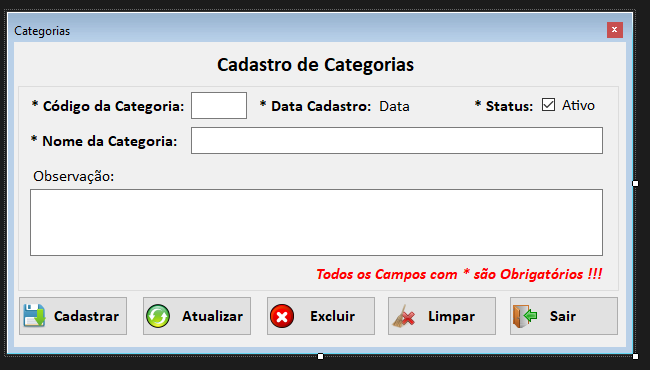 Categorias
Cadastro de Categorias
* Código da Categoria: * Data Cadastro: Data * Status: Ativo
* Nome da Categoria:
Observação:
Todos os Campos com * são Obrigatórios !!!
Cadastrar Atualizar Excluir Limpar Sair